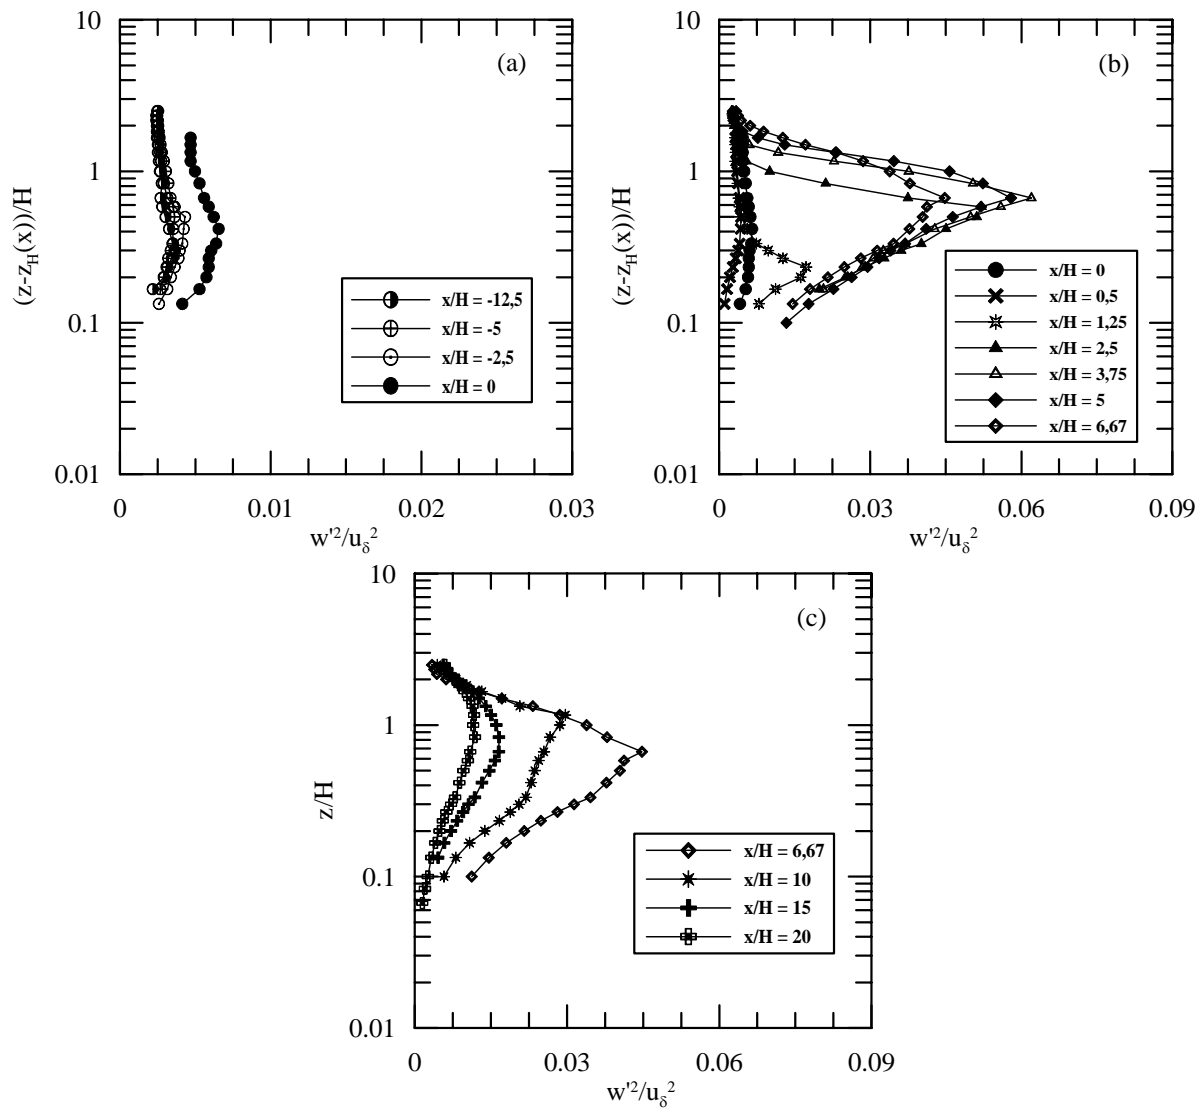 10
(a)
1
(z-z_H(x))/H
0.1
x/H = -12,5
x/H = -5
x/H = -2,5
x/H = 0
0.01
0 0.01 0.02 0.03
w'²/u_δ²
10
(b)
1
(z-z_H(x))/H
0.1
x/H = 0
x/H = 0,5
x/H = 1,25
x/H = 2,5
x/H = 3,75
x/H = 5
x/H = 6,67
0.01
0 0.03 0.06 0.09
w'²/u_δ²
10
(c)
1
z/H
0.1
x/H = 6,67
x/H = 10
x/H = 15
x/H = 20
0.01
0 0.03 0.06 0.09
w'²/u_δ²